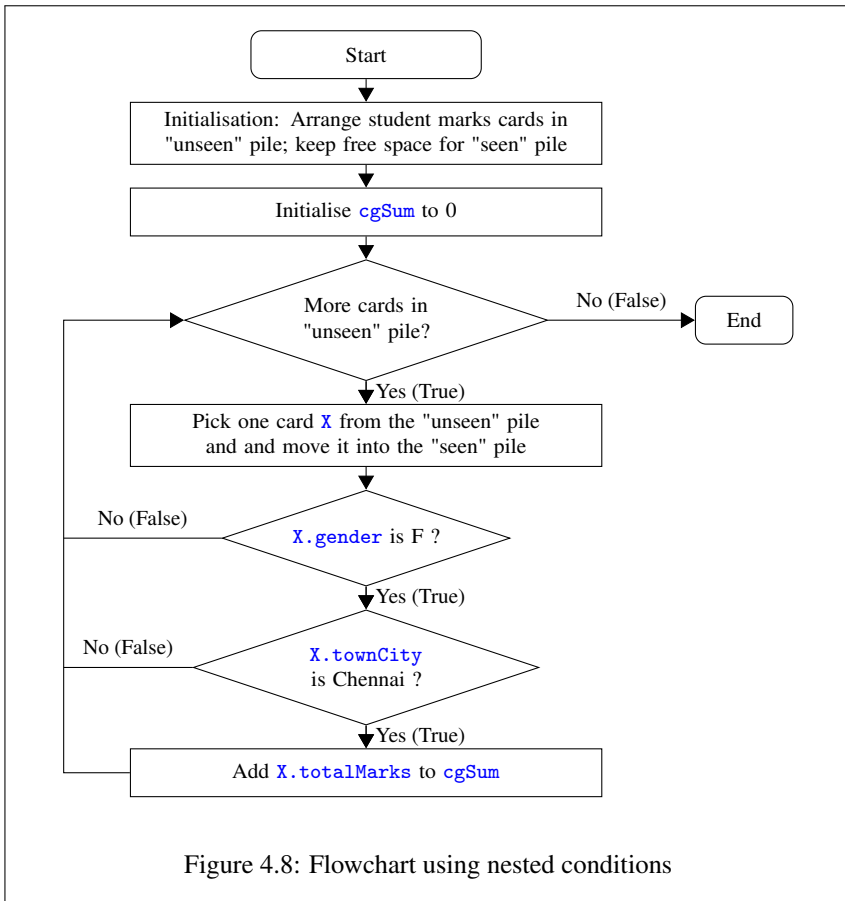 Start
Initialisation: Arrange student marks cards in
"unseen" pile; keep free space for "seen" pile
Initialise cgSum to 0
More cards in
"unseen" pile?
No (False)
End
Yes (True)
Pick one card X from the "unseen" pile
and and move it into the "seen" pile
No (False)
X.gender is F ?
Yes (True)
No (False)
X.townCity
is Chennai ?
Yes (True)
Add X.totalMarks to cgSum
Figure 4.8: Flowchart using nested conditions